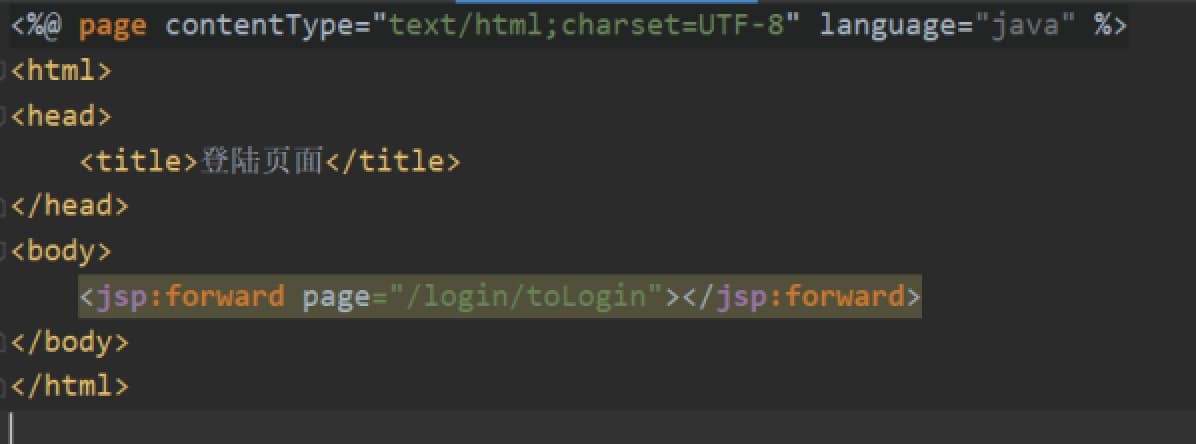 <%@ page contentType="text/html;charset=UTF-8" language="java" %>
<html>
<head>
    <title>登陆页面</title>
</head>
<body>
    <jsp:forward page="/login/toLogin"></jsp:forward>
</body>
</html>